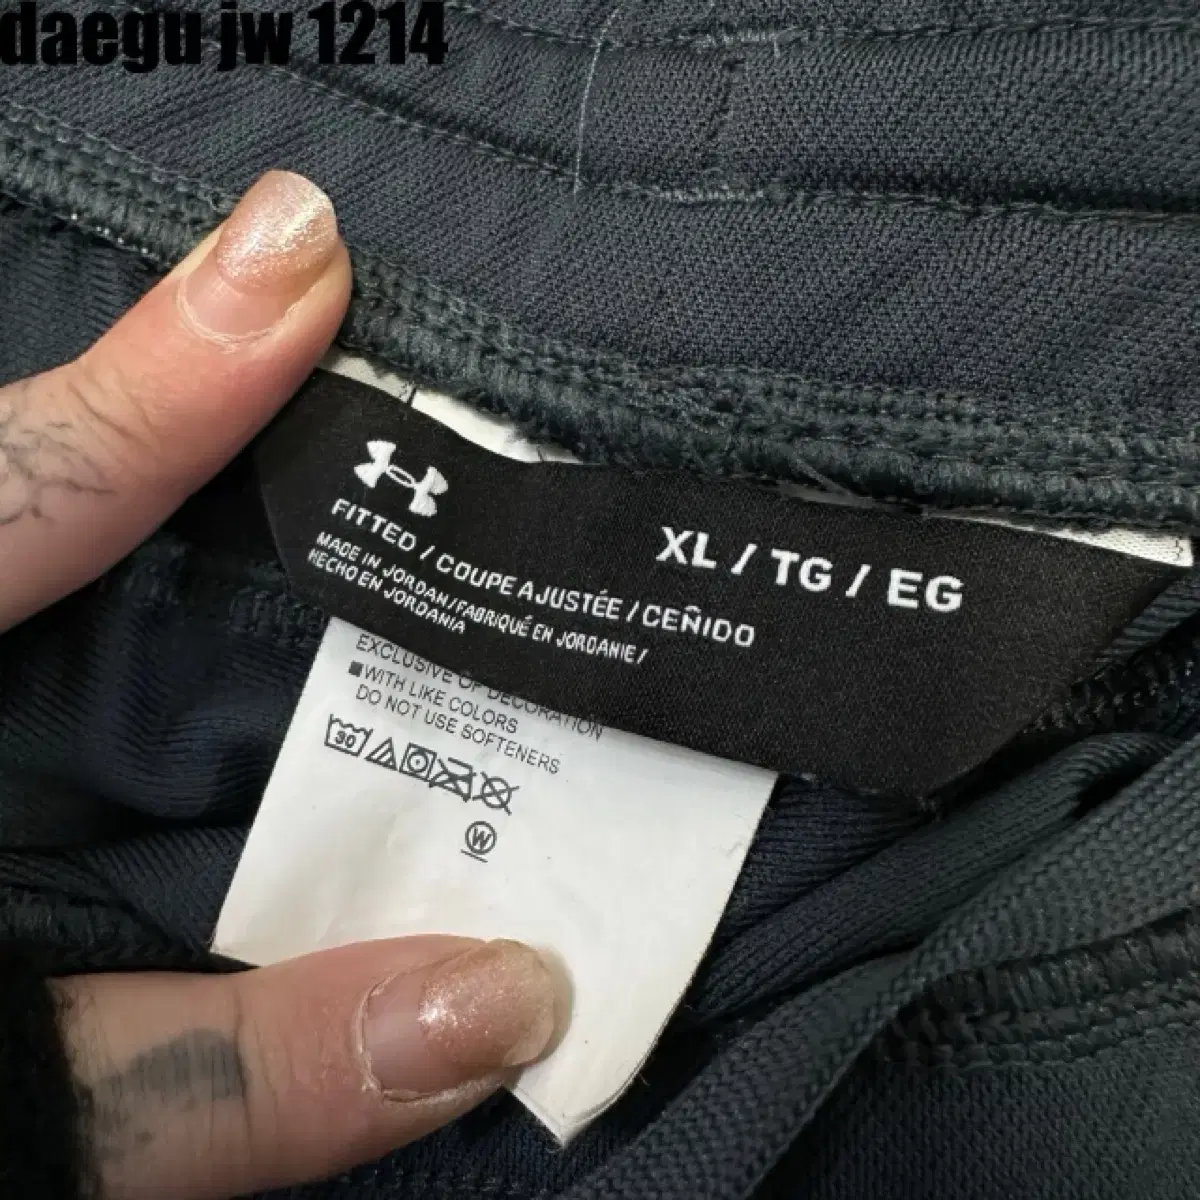 daegu jw 1214
FITTED / COUPE AJUSTÉE / CEÑIDO
XL / TG / EG
MADE IN JORDAN / FABRIQUÉ EN JORDANIE /
HECHO EN JORDANIA
EXCLUSIVE OF DECORATION
■WITH LIKE COLORS
DO NOT USE SOFTENERS
30
W